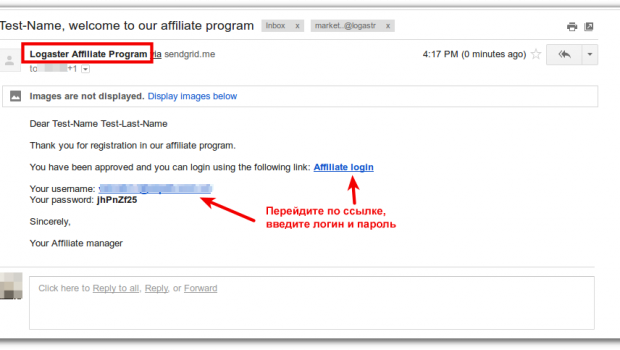 Test-Name, welcome to our affiliate program Inbox x market..@logastr x
Logaster Affiliate Program via sendgrid.me 4:17 PM (0 minutes ago)
to +1
Images are not displayed. Display images below
Dear Test-Name Test-Last-Name
Thank you for registration in our affiliate program.
You have been approved and you can login using the following link: Affiliate login
Your username:
Your password: jhPnZf25
Перейдите по ссылке,
введите логин и пароль
Sincerely,
Your Affiliate manager
Click here to Reply to all, Reply, or Forward